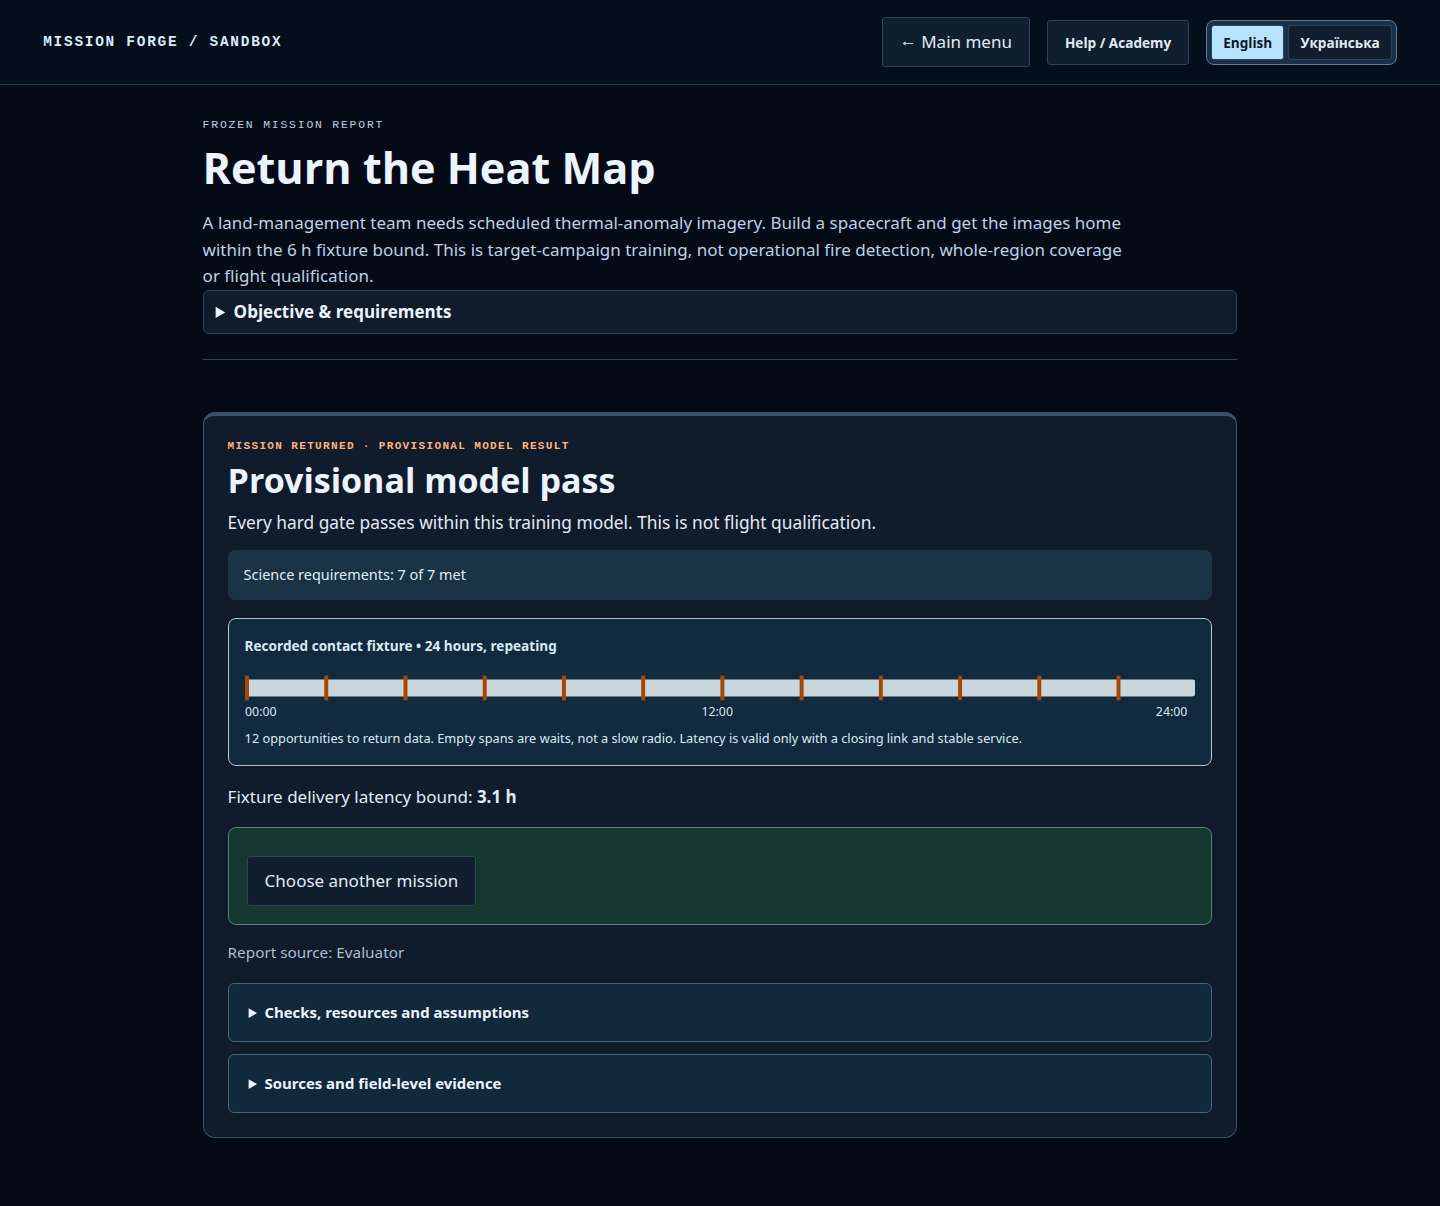 MISSION FORGE / SANDBOX
← Main menu
Help / Academy
English
Українська
FROZEN MISSION REPORT
Return the Heat Map
A land-management team needs scheduled thermal-anomaly imagery. Build a spacecraft and get the images home
within the 6 h fixture bound. This is target-campaign training, not operational fire detection, whole-region coverage
or flight qualification.
▶ Objective & requirements
MISSION RETURNED · PROVISIONAL MODEL RESULT
Provisional model pass
Every hard gate passes within this training model. This is not flight qualification.
Science requirements: 7 of 7 met
Recorded contact fixture • 24 hours, repeating
00:00 12:00 24:00
12 opportunities to return data. Empty spans are waits, not a slow radio. Latency is valid only with a closing link and stable service.
Fixture delivery latency bound: 3.1 h
Choose another mission
Report source: Evaluator
▶ Checks, resources and assumptions
▶ Sources and field-level evidence